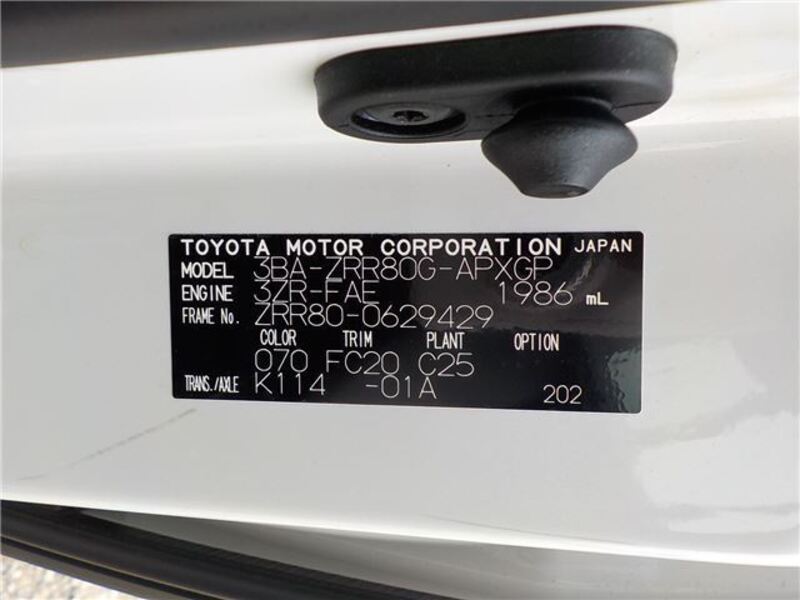 TOYOTA MOTOR CORPORATION JAPAN
MODEL 3BA-ZRR80G-APXGP
ENGINE 3ZR-FAE 1986 mL
FRAME No. ZRR80-0629429
COLOR TRIM PLANT OPTION
070 FC20 C25
TRANS./AXLE K114 -01A 202